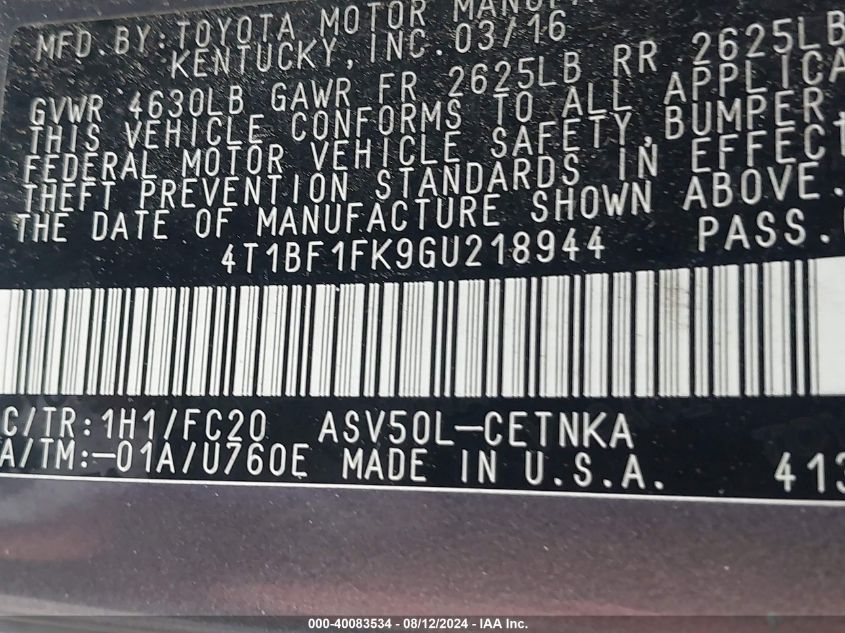 MFD. BY: TOYOTA MOTOR
KENTUCKY, INC. 03/16
GVWR 4630LB GAWR FR 2625LB RR 2625LB
THIS VEHICLE CONFORMS TO ALL
FEDERAL MOTOR VEHICLE SAFETY, BUMPER,
THEFT PREVENTION STANDARDS IN EFFECT
THE DATE OF MANUFACTURE SHOWN ABOVE.
4T1BF1FK9GU218944 PASS.
C/TR: 1H1/FC20 ASV50L-CETNKA
A/TM:-01A/U760E MADE IN U.S.A. 413
000-40083534 - 08/12/2024 - IAA Inc.